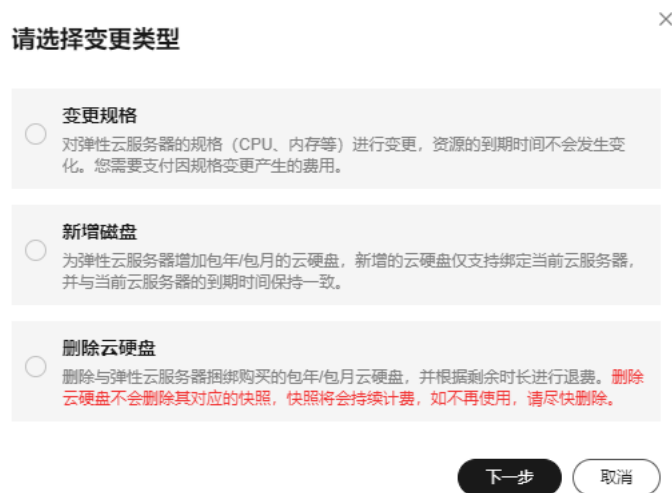 请选择变更类型
变更规格
对弹性云服务器的规格（CPU、内存等）进行变更，资源的到期时间不会发生变
化。您需要支付因规格变更产生的费用。
新增磁盘
为弹性云服务器增加包年/包月的云硬盘，新增的云硬盘仅支持绑定当前云服务器，
并与当前云服务器的到期时间保持一致。
删除云硬盘
删除与弹性云服务器捆绑购买的包年/包月云硬盘，并根据剩余时长进行退费。删除
云硬盘不会删除其对应的快照，快照将会持续计费，如不再使用，请尽快删除。
下一步
取消